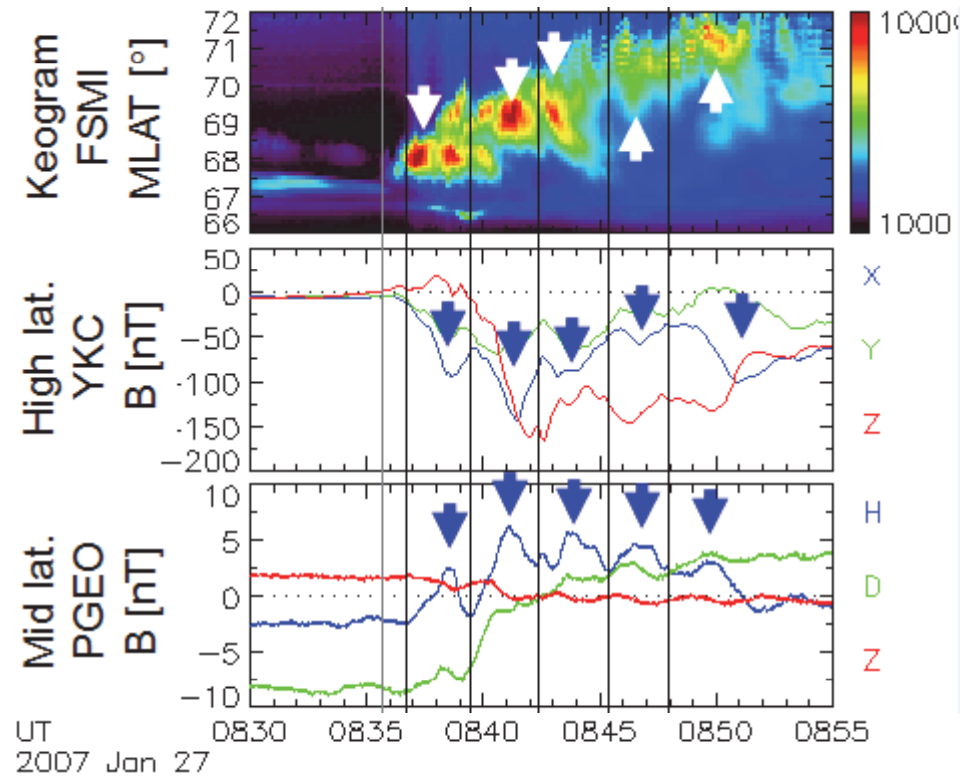 Keogram
FSMI
MLAT [°]
72
71
70
69
68
67
66
10000
1000
High lat.
YKC
B [nT]
50
0
-50
-100
-150
-200
X
Y
Z
Mid lat.
PGEO
B [nT]
10
5
0
-5
-10
H
D
Z
UT 0830 0835 0840 0845 0850 0855
2007 Jan 27